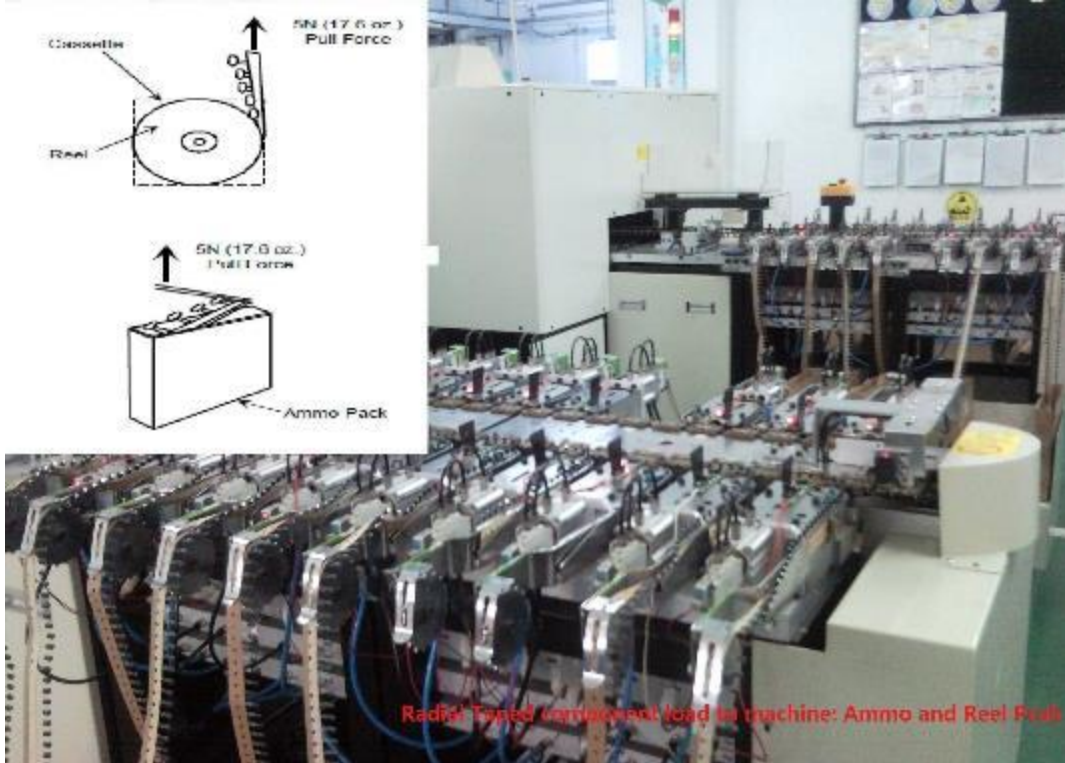 5N (17.6 oz.)
Pull Force
Cassette
Reel
5N (17.6 oz.)
Pull Force
Ammo Pack
Radial Taped component load to machine: Ammo and Reel Pack